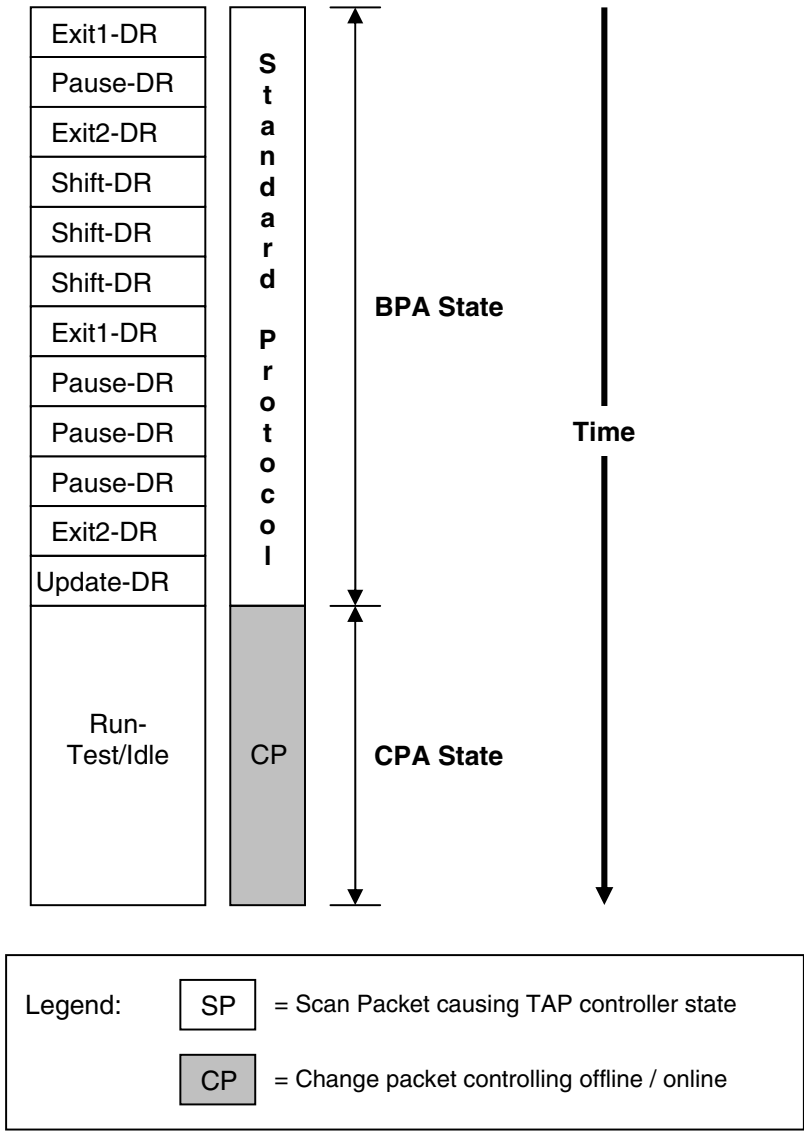 Exit1-DR
Pause-DR
Exit2-DR
Shift-DR
Shift-DR
Shift-DR
Exit1-DR
Pause-DR
Pause-DR
Pause-DR
Exit2-DR
Update-DR
Run-
Test/Idle
Standard Protocol
CP
BPA State
CPA State
Time
Legend:
SP = Scan Packet causing TAP controller state
CP = Change packet controlling offline / online